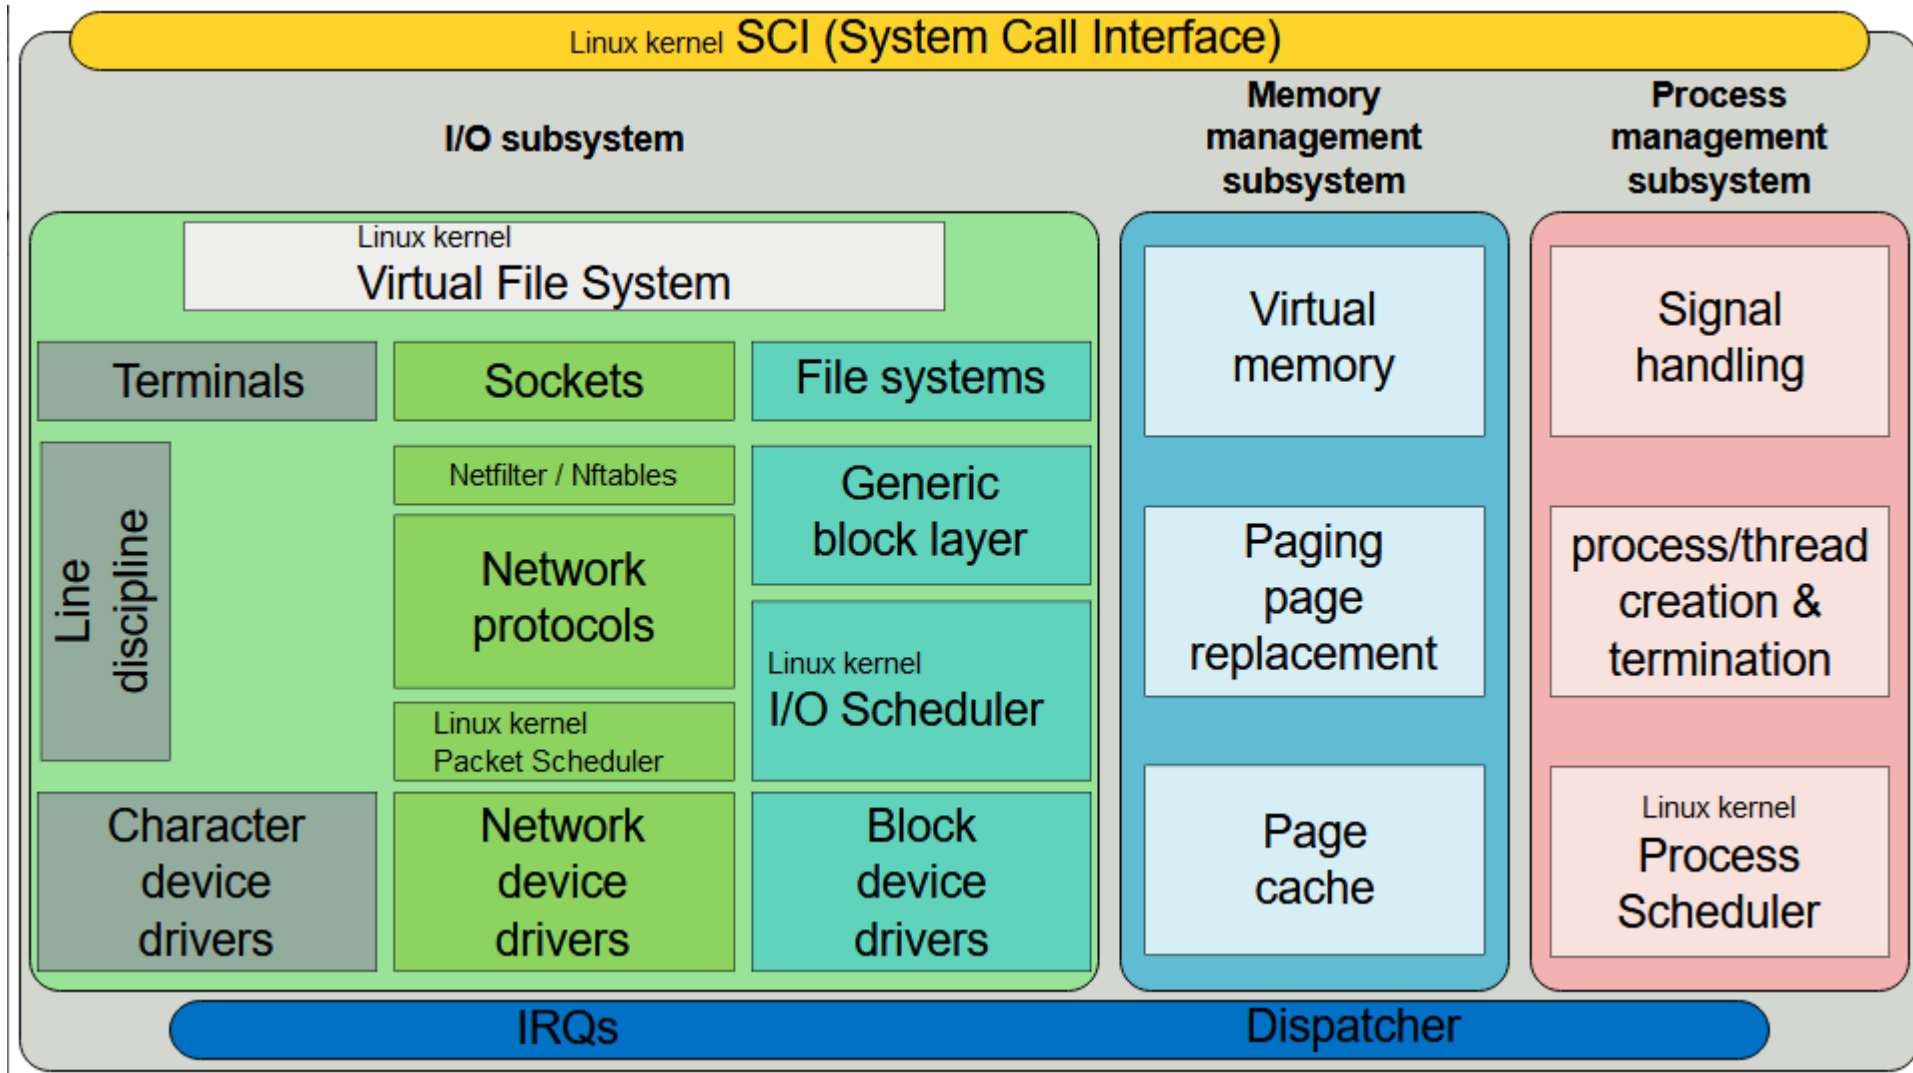 Linux kernel SCI (System Call Interface)
I/O subsystem
Memory
management
subsystem
Process
management
subsystem
Linux kernel
Virtual File System
Terminals
Line
discipline
Character
device
drivers
Sockets
Netfilter / Nftables
Network
protocols
Linux kernel
Packet Scheduler
Network
device
drivers
File systems
Generic
block layer
Linux kernel
I/O Scheduler
Block
device
drivers
Virtual
memory
Paging
page
replacement
Page
cache
Signal
handling
process/thread
creation &
termination
Linux kernel
Process
Scheduler
IRQs
Dispatcher